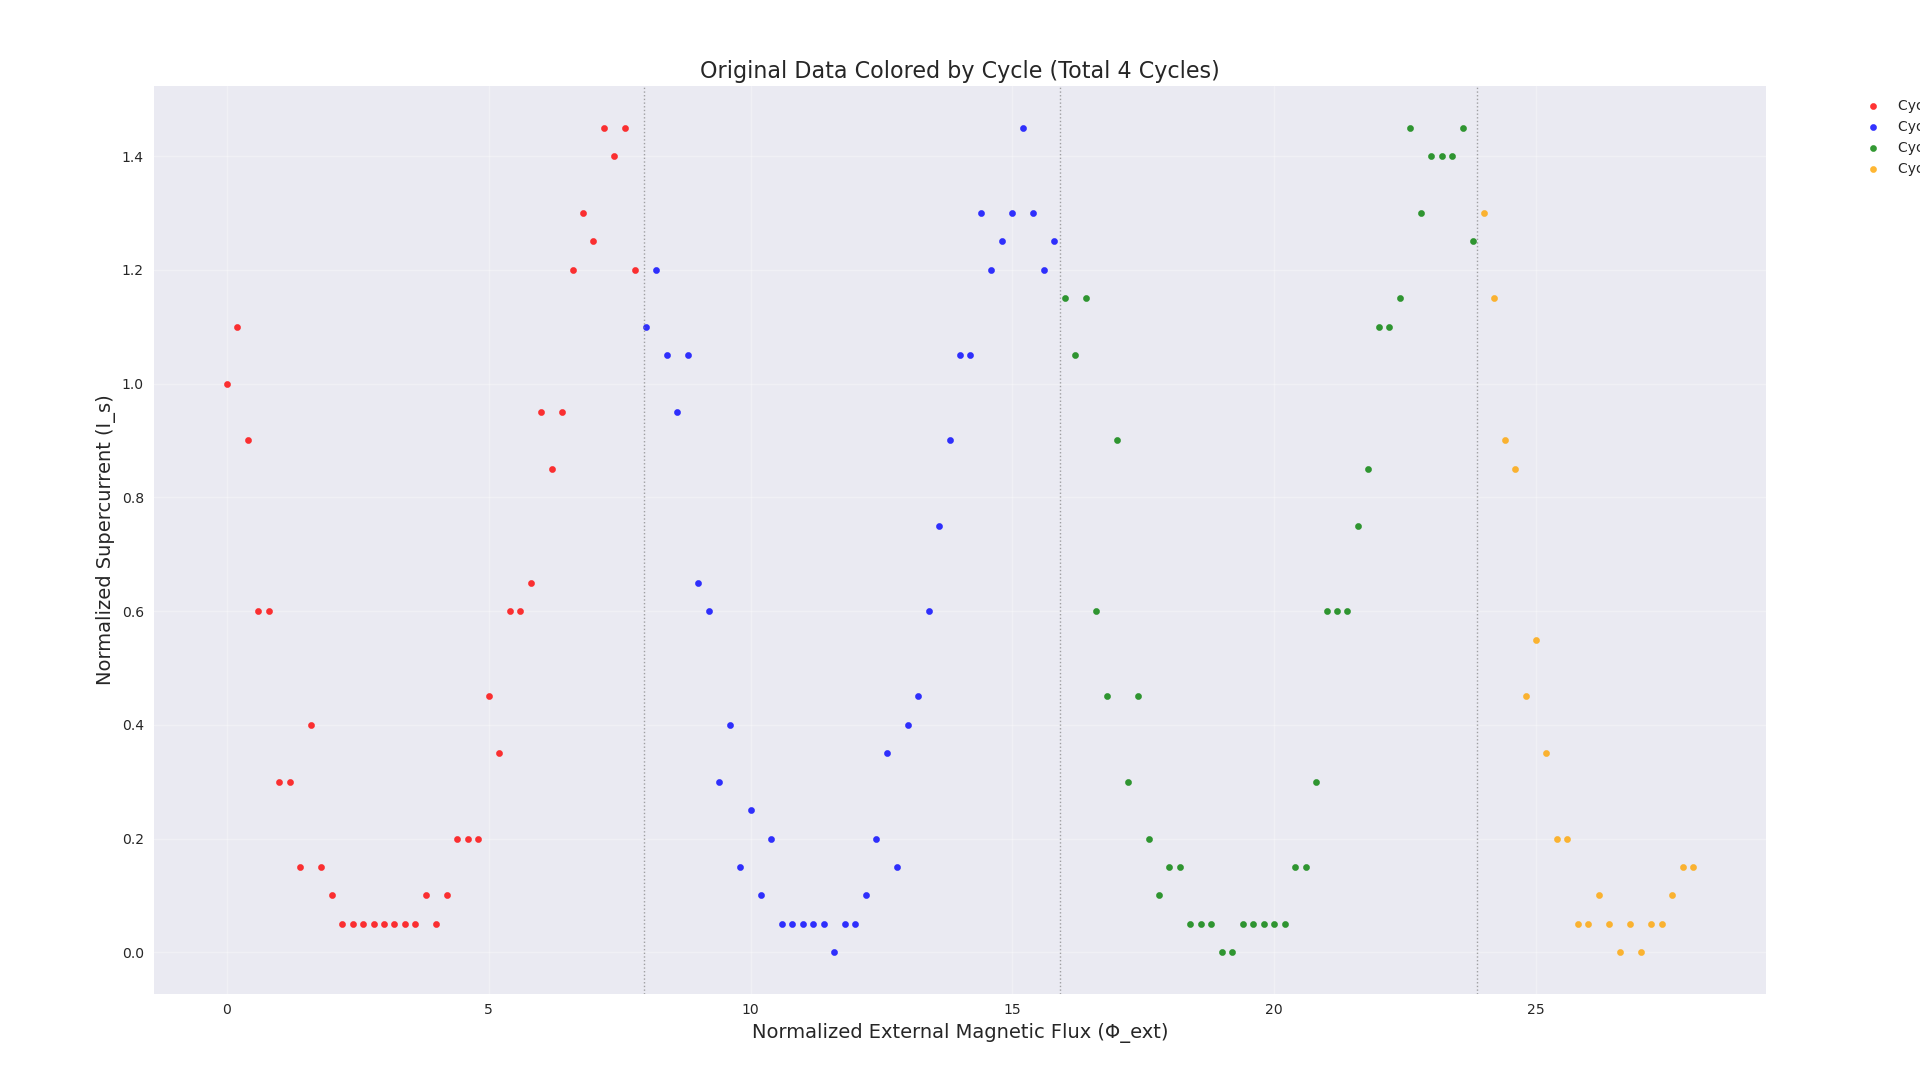 Original Data Colored by Cycle (Total 4 Cycles)
Cyc
Cyc
Cyc
Cyc
1.4
1.2
1.0
0.8
0.6
0.4
0.2
0.0
Normalized Supercurrent (I_s)
0 5 10 15 20 25
Normalized External Magnetic Flux (Φ_ext)